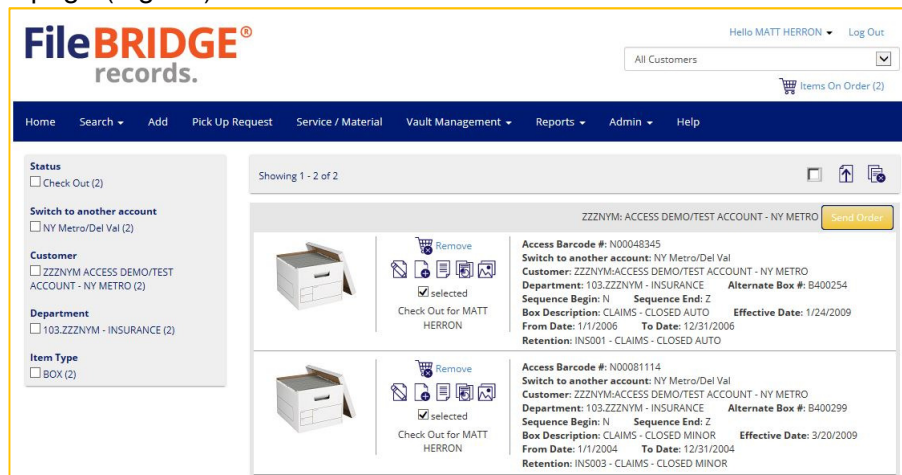 FileBRIDGE®
records.
Hello MATT HERRON Log Out
All Customers
Items On Order (2)
Home Search Add Pick Up Request Service / Material Vault Management Reports Admin Help
Status
Check Out (2)
Switch to another account
NY Metro/Del Val (2)
Customer
ZZZNYM ACCESS DEMO/TEST
ACCOUNT - NY METRO (2)
Department
103.ZZZNYM - INSURANCE (2)
Item Type
BOX (2)
Showing 1 - 2 of 2
ZZZNYM: ACCESS DEMO/TEST ACCOUNT - NY METRO Send Order
Remove
selected
Check Out for MATT
HERRON
Access Barcode #: N00048345
Switch to another account: NY Metro/Del Val
Customer: ZZZNYM:ACCESS DEMO/TEST ACCOUNT - NY METRO
Department: 103.ZZZNYM - INSURANCE Alternate Box #: B400254
Sequence Begin: N Sequence End: Z
Box Description: CLAIMS - CLOSED AUTO Effective Date: 1/24/2009
From Date: 1/1/2006 To Date: 12/31/2006
Retention: INS001 - CLAIMS - CLOSED AUTO
Remove
selected
Check Out for MATT
HERRON
Access Barcode #: N00081114
Switch to another account: NY Metro/Del Val
Customer: ZZZNYM:ACCESS DEMO/TEST ACCOUNT - NY METRO
Department: 103.ZZZNYM - INSURANCE Alternate Box #: B400299
Sequence Begin: N Sequence End: Z
Box Description: CLAIMS - CLOSED MINOR Effective Date: 3/20/2009
From Date: 1/1/2004 To Date: 12/31/2004
Retention: INS003 - CLAIMS - CLOSED MINOR